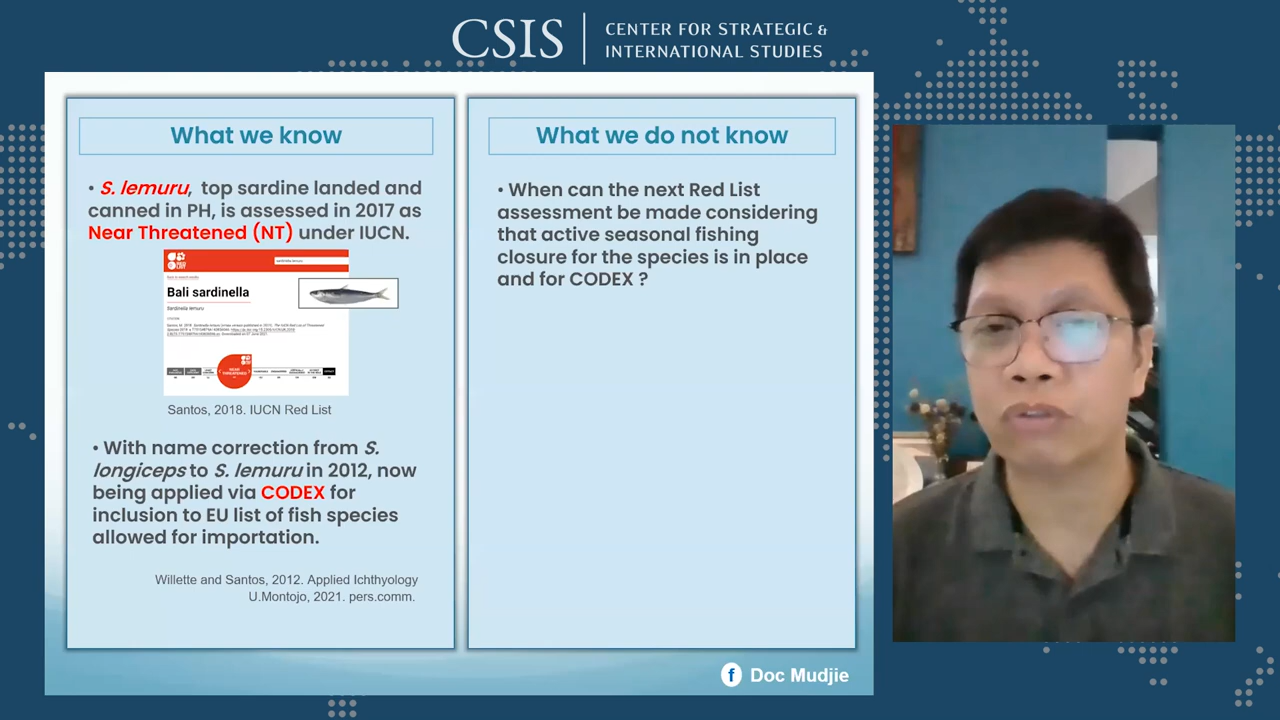 CSIS
CENTER FOR STRATEGIC &
INTERNATIONAL STUDIES
What we know
• S. lemuru, top sardine landed and
canned in PH, is assessed in 2017 as
Near Threatened (NT) under IUCN.
Bali sardinella
Sardinella lemuru
NEAR
THREATENED
Santos, 2018. IUCN Red List
• With name correction from S.
longiceps to S. lemuru in 2012, now
being applied via CODEX for
inclusion to EU list of fish species
allowed for importation.
Willette and Santos, 2012. Applied Ichthyology
U.Montojo, 2021. pers.comm.
What we do not know
• When can the next Red List
assessment be made considering
that active seasonal fishing
closure for the species is in place
and for CODEX ?
f Doc Mudjie